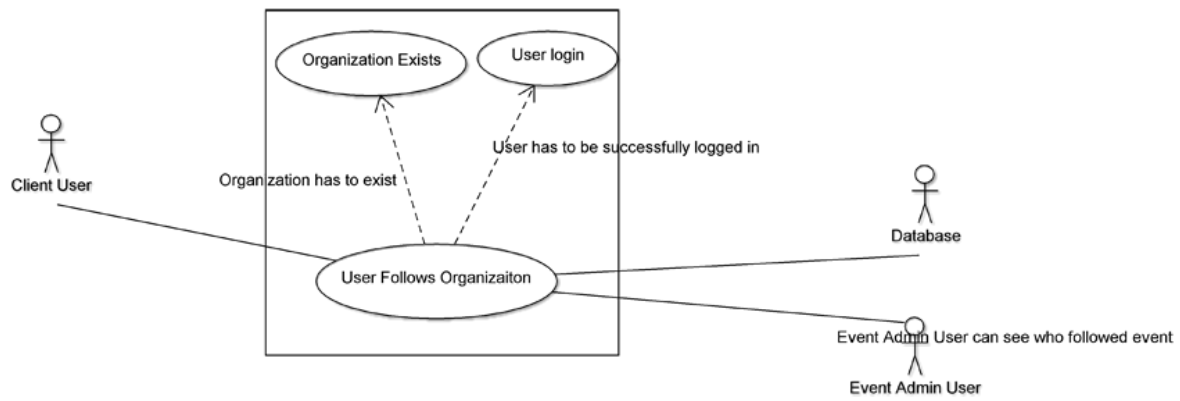 Organization Exists
User login
User has to be successfully logged in
Client User
Organization has to exist
Database
User Follows Organizaiton
Event Admin User can see who followed event
Event Admin User